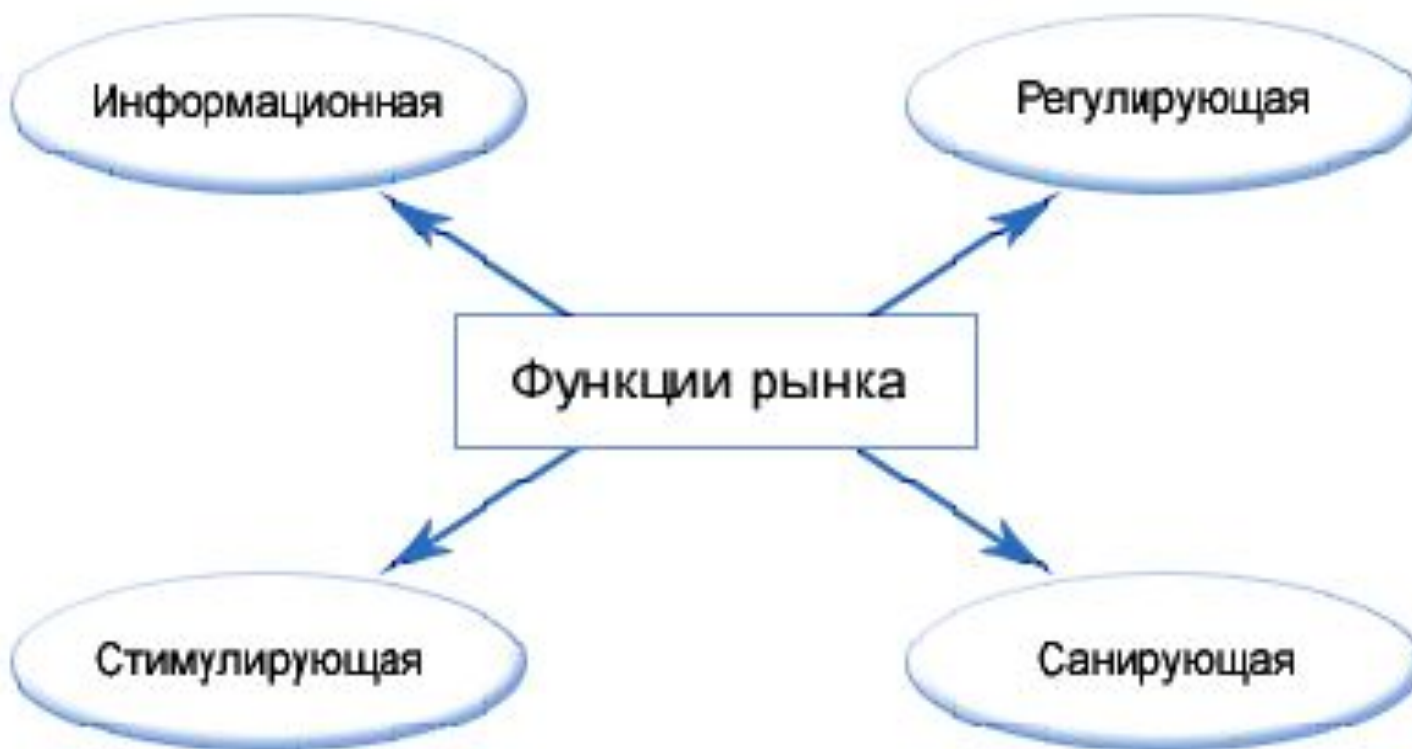 Информационная
Регулирующая
Функции рынка
Стимулирующая
Санирующая